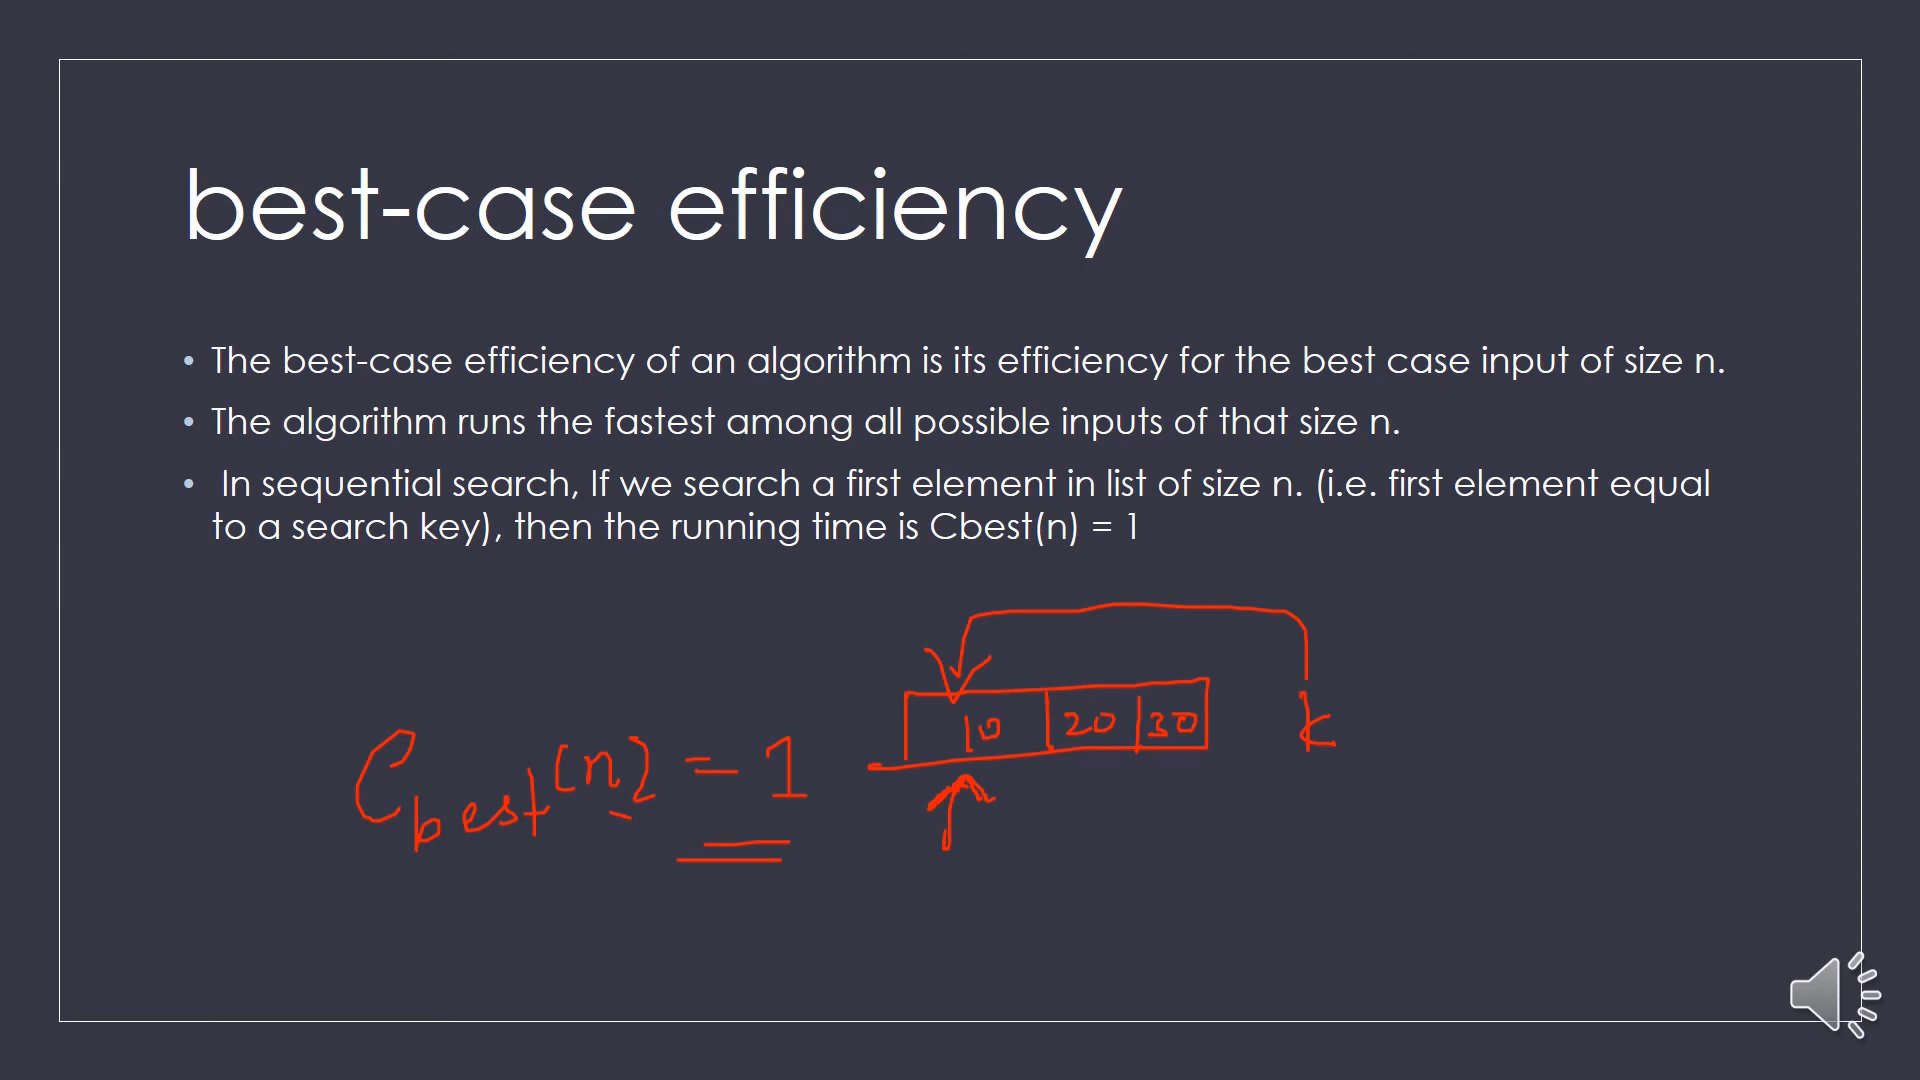 best-case efficiency
• The best-case efficiency of an algorithm is its efficiency for the best case input of size n.
• The algorithm runs the fastest among all possible inputs of that size n.
• In sequential search, If we search a first element in list of size n. (i.e. first element equal
to a search key), then the running time is Cbest(n) = 1
10 20 30 k
Cbest(n) = 1